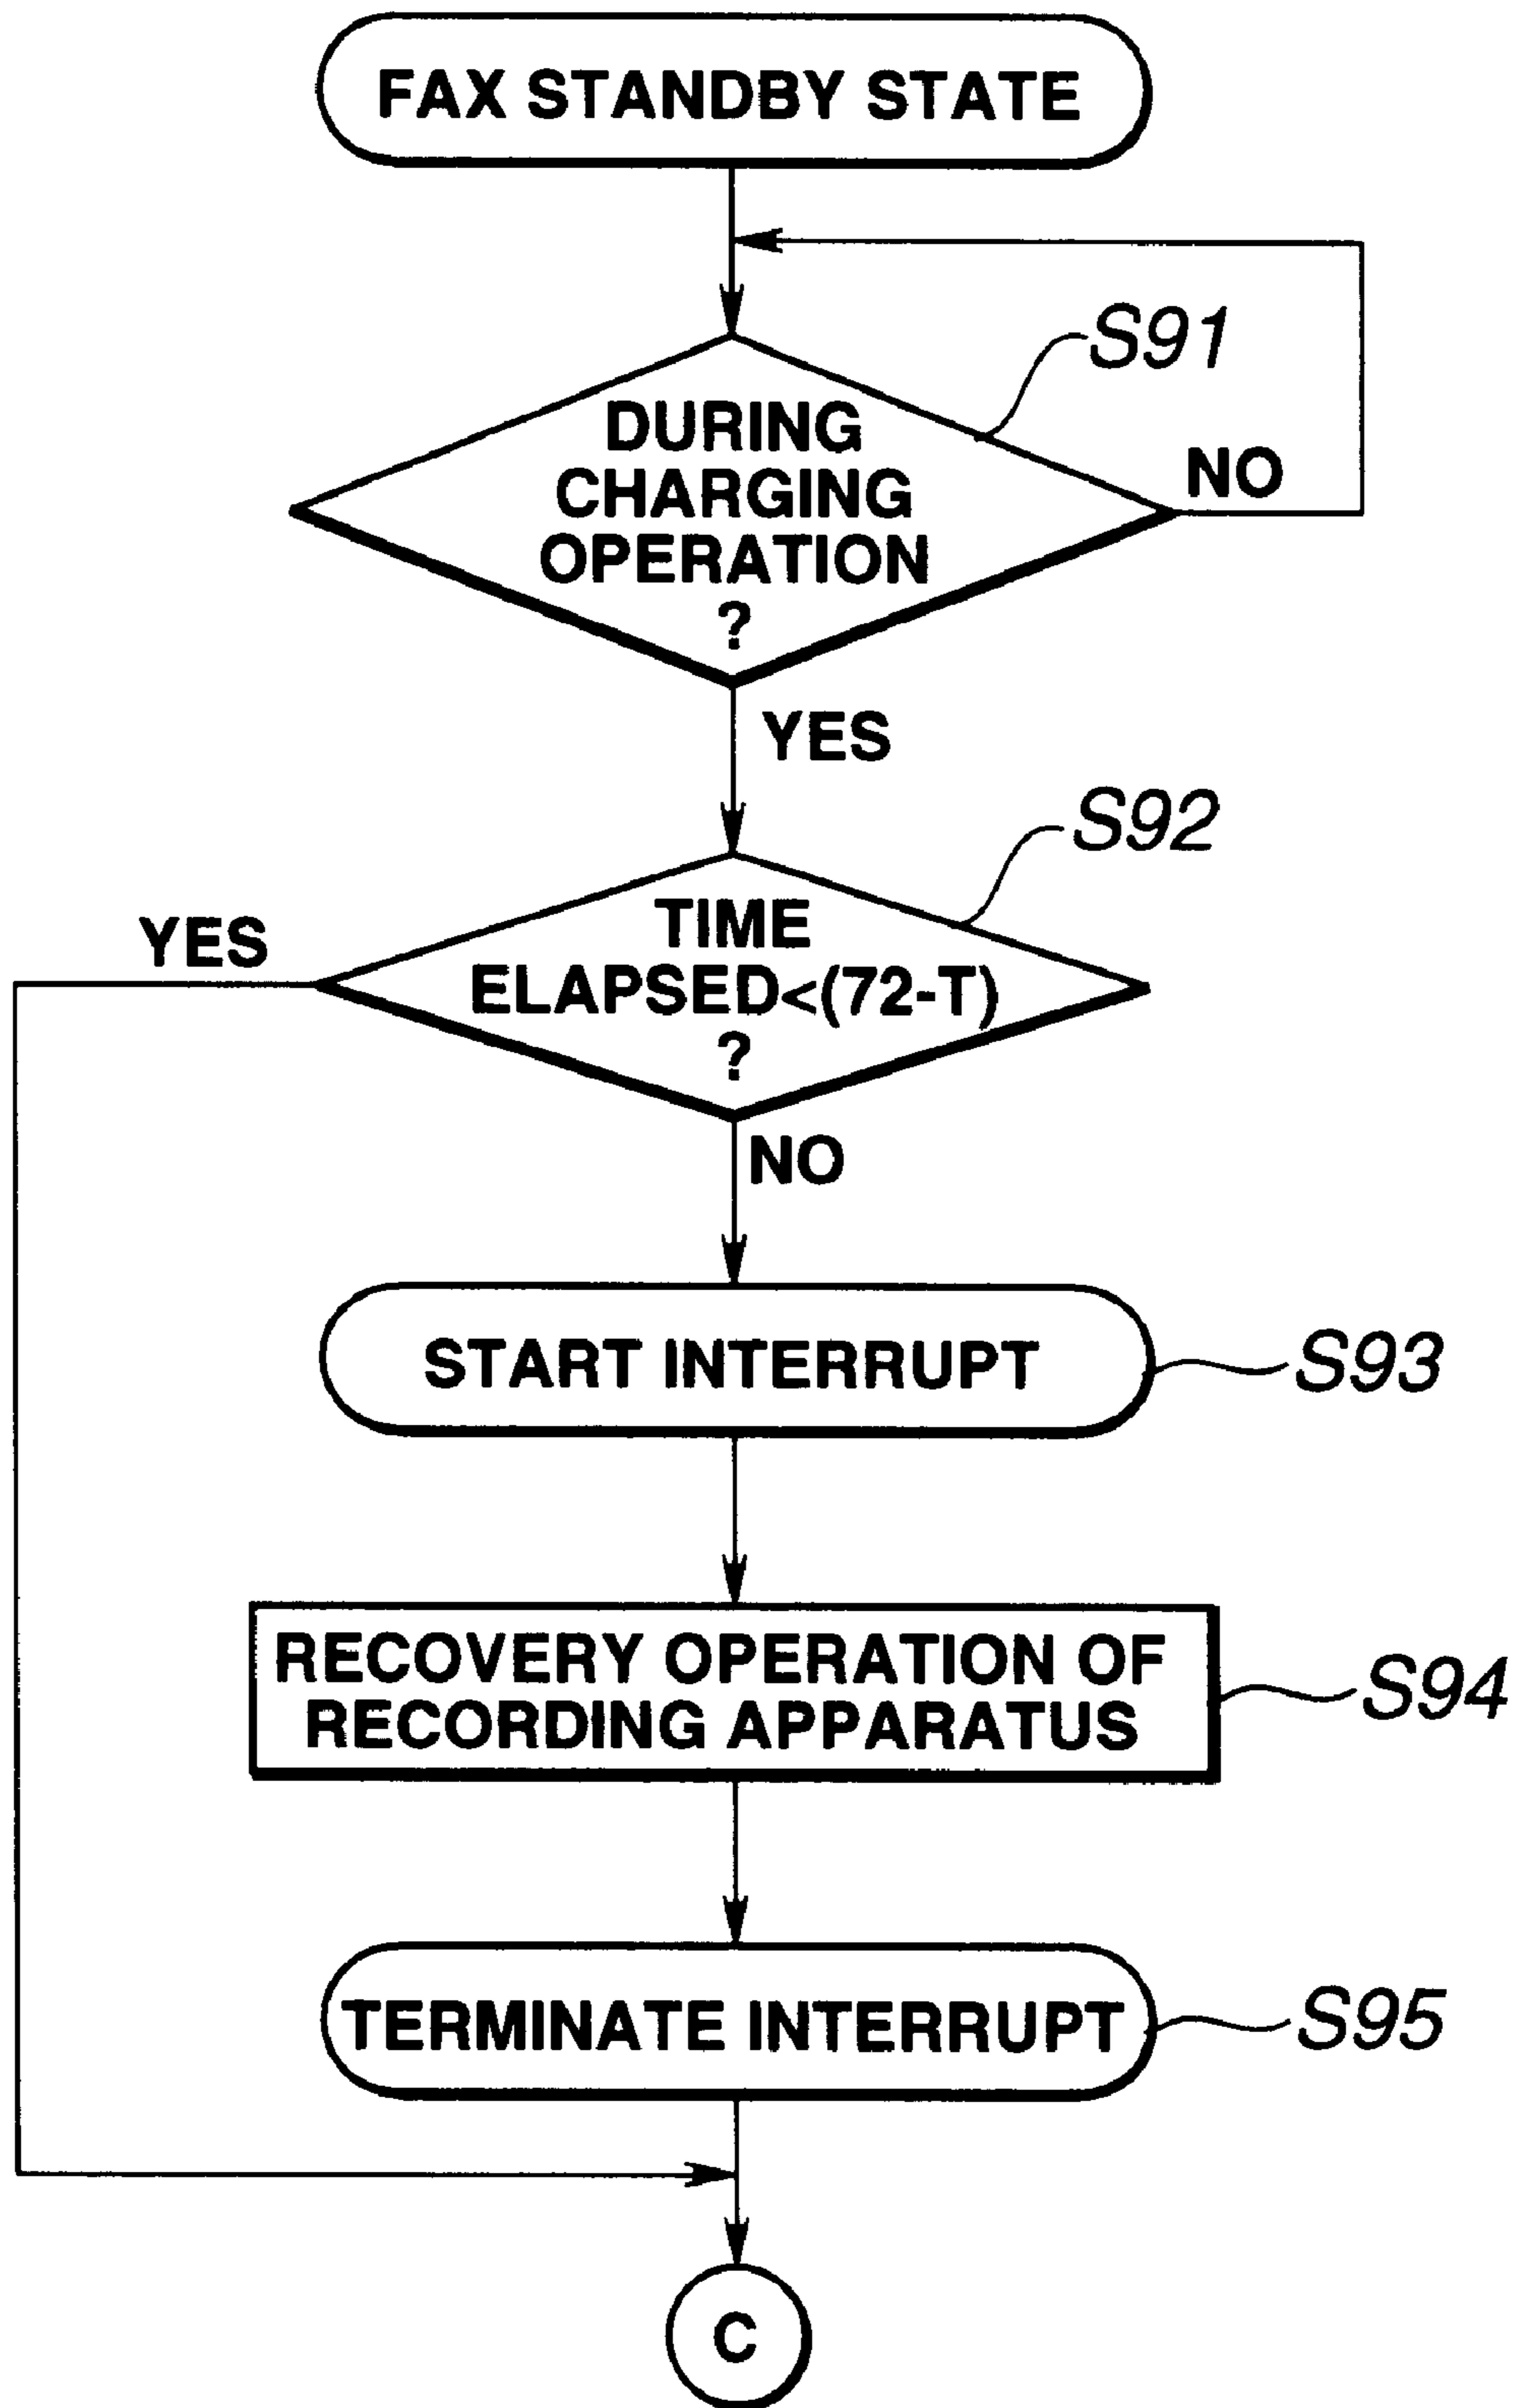 FAX STANDBY STATE
S91
DURING
CHARGING
OPERATION
?
NO
YES
S92
TIME
ELAPSED<(72-T)
?
YES
NO
START INTERRUPT
S93
RECOVERY OPERATION OF
RECORDING APPARATUS
S94
TERMINATE INTERRUPT
S95
C